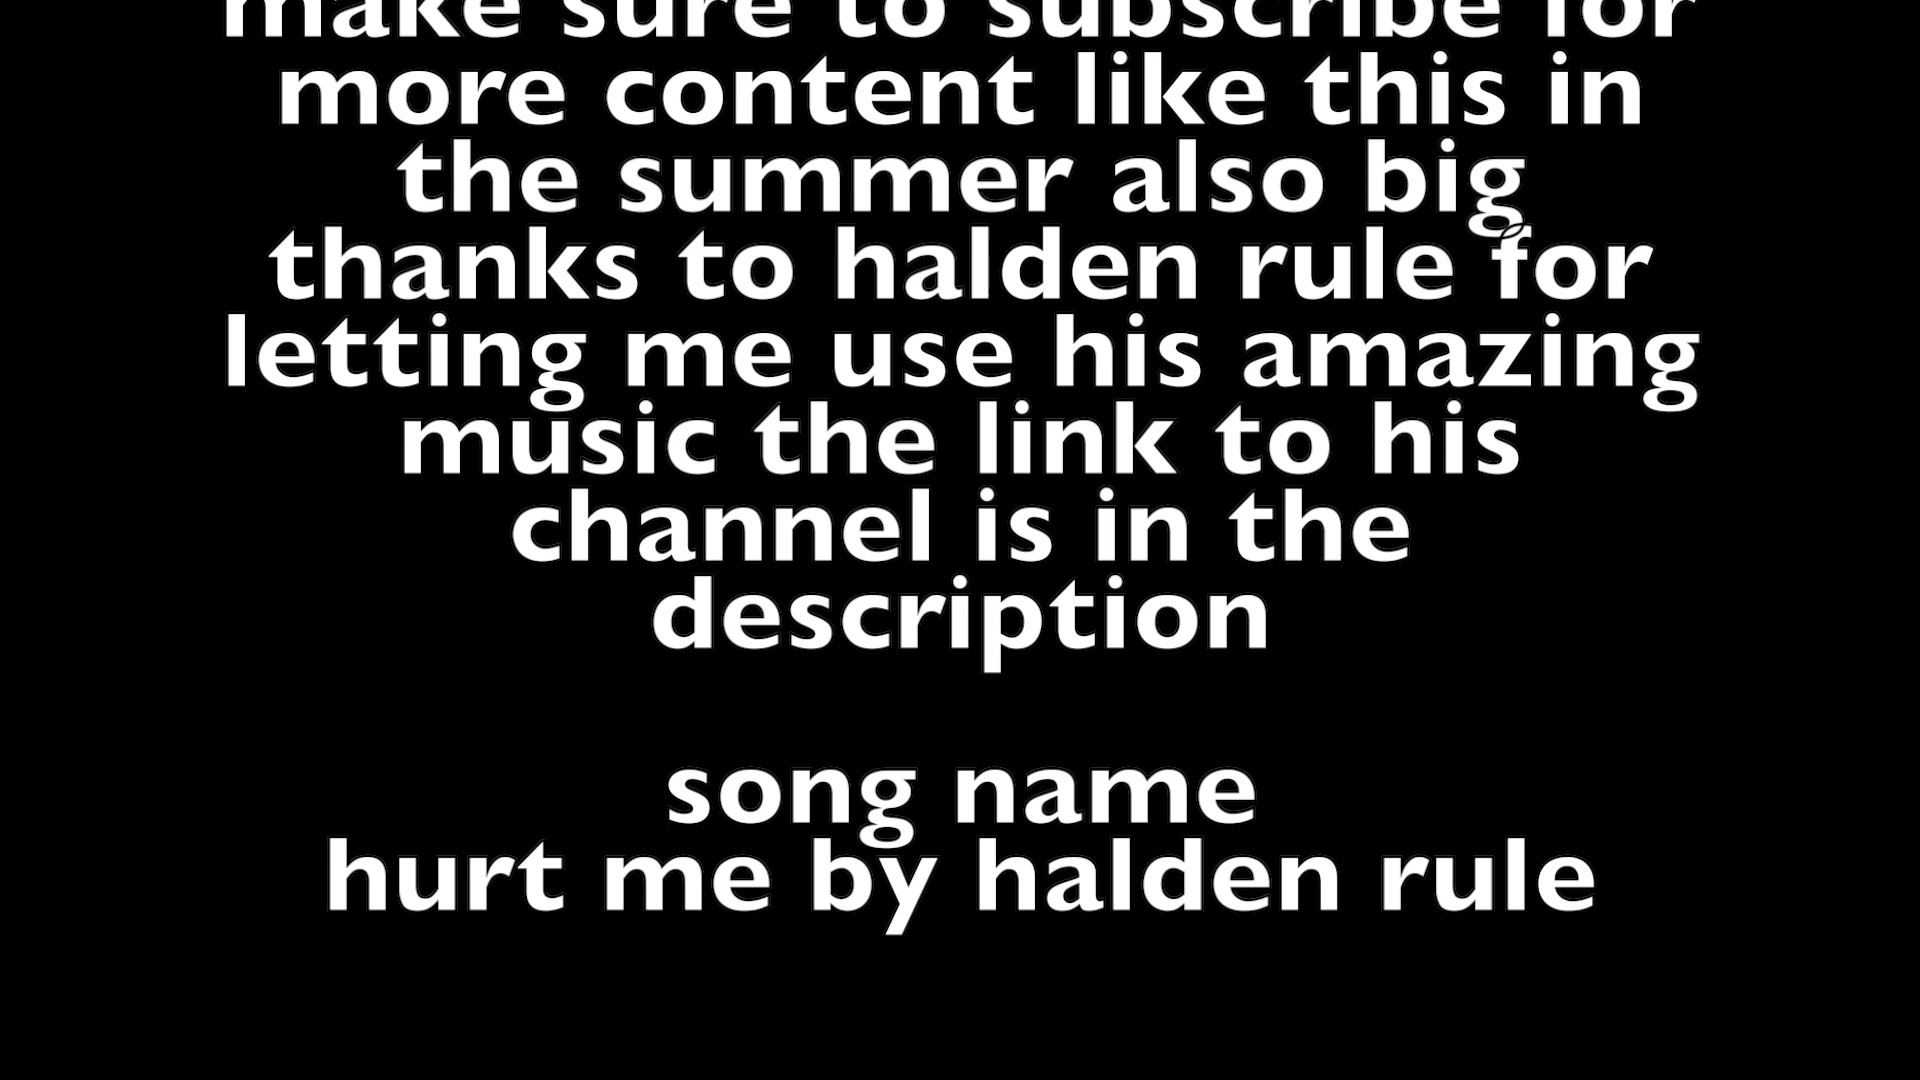 make sure to subscribe for
more content like this in
the summer also big
thanks to halden rule for
letting me use his amazing
music the link to his
channel is in the
description
song name
hurt me by halden rule